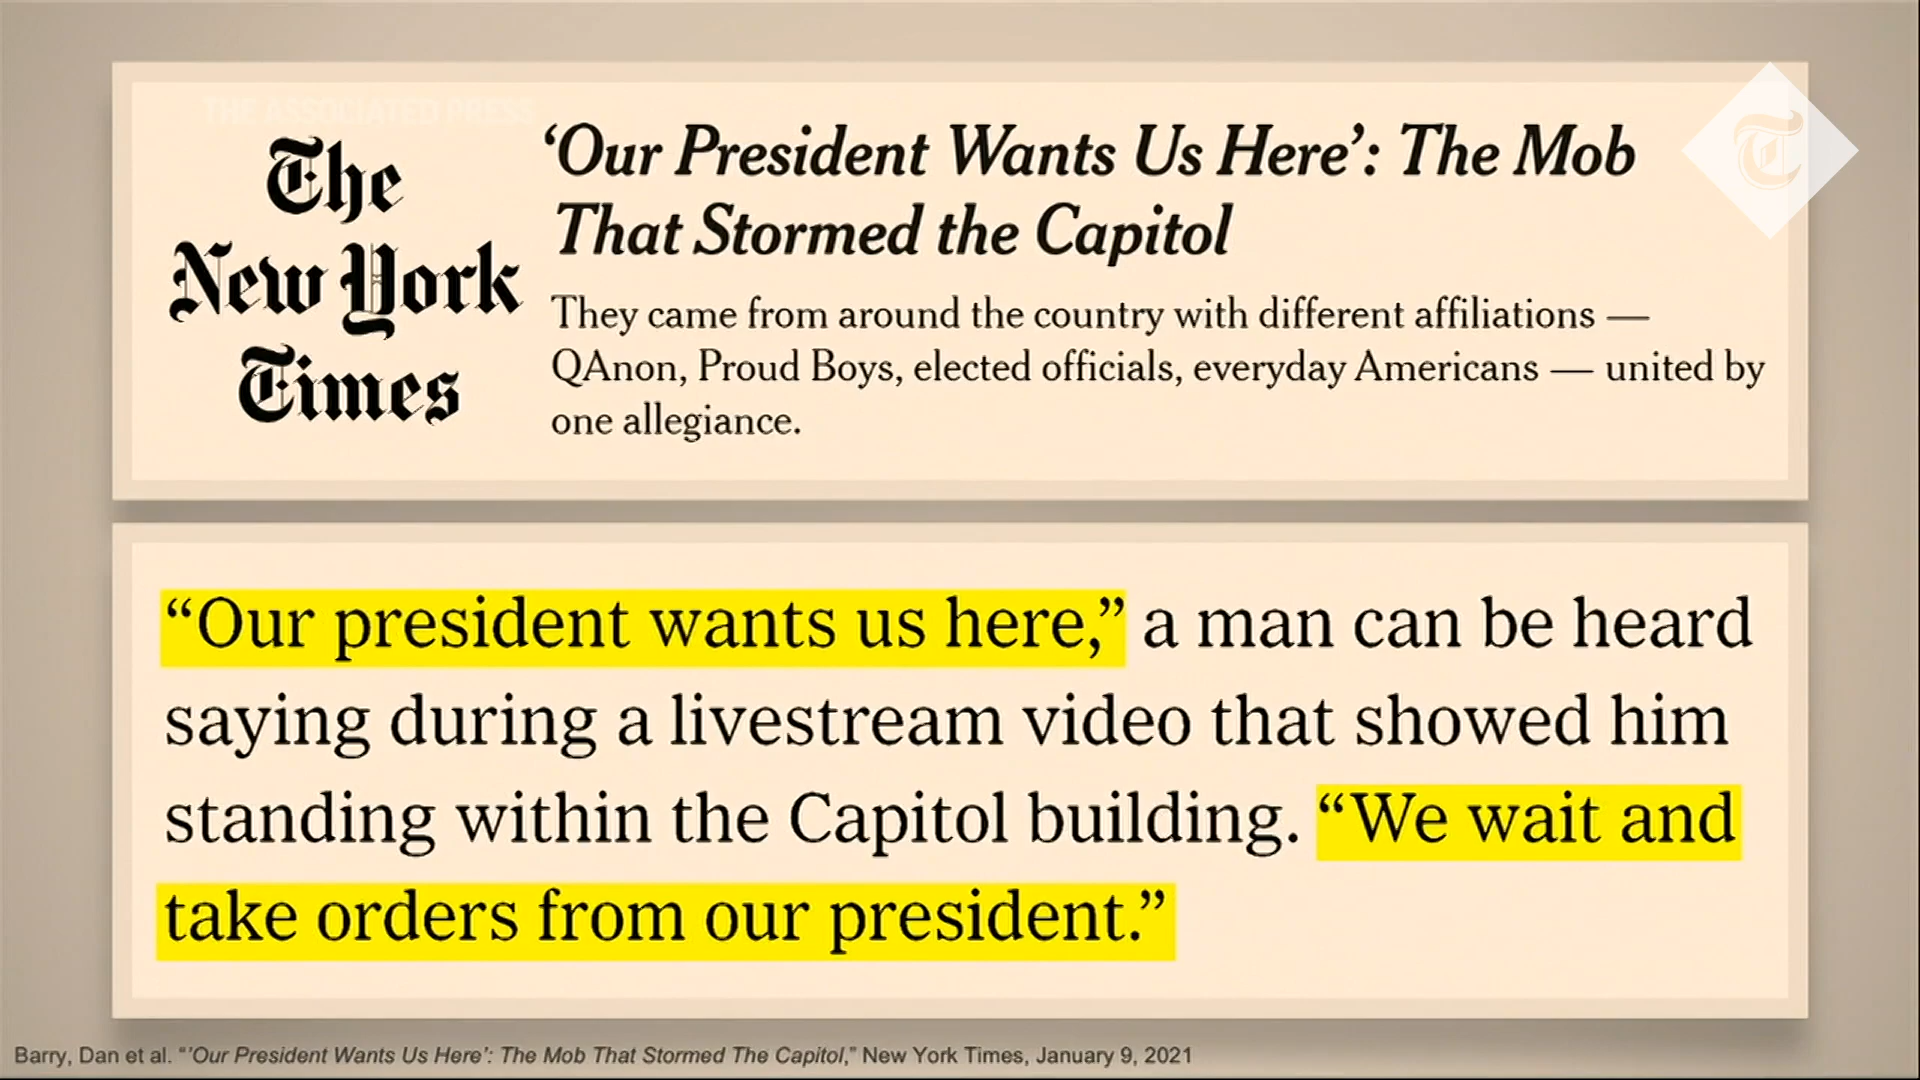 THE ASSOCIATED PRESS
The
New York
Times
‘Our President Wants Us Here’: The Mob
That Stormed the Capitol
They came from around the country with different affiliations —
QAnon, Proud Boys, elected officials, everyday Americans — united by
one allegiance.
T
“Our president wants us here,” a man can be heard
saying during a livestream video that showed him
standing within the Capitol building. “We wait and
take orders from our president.”
Barry, Dan et al. “'Our President Wants Us Here': The Mob That Stormed The Capitol,” New York Times, January 9, 2021